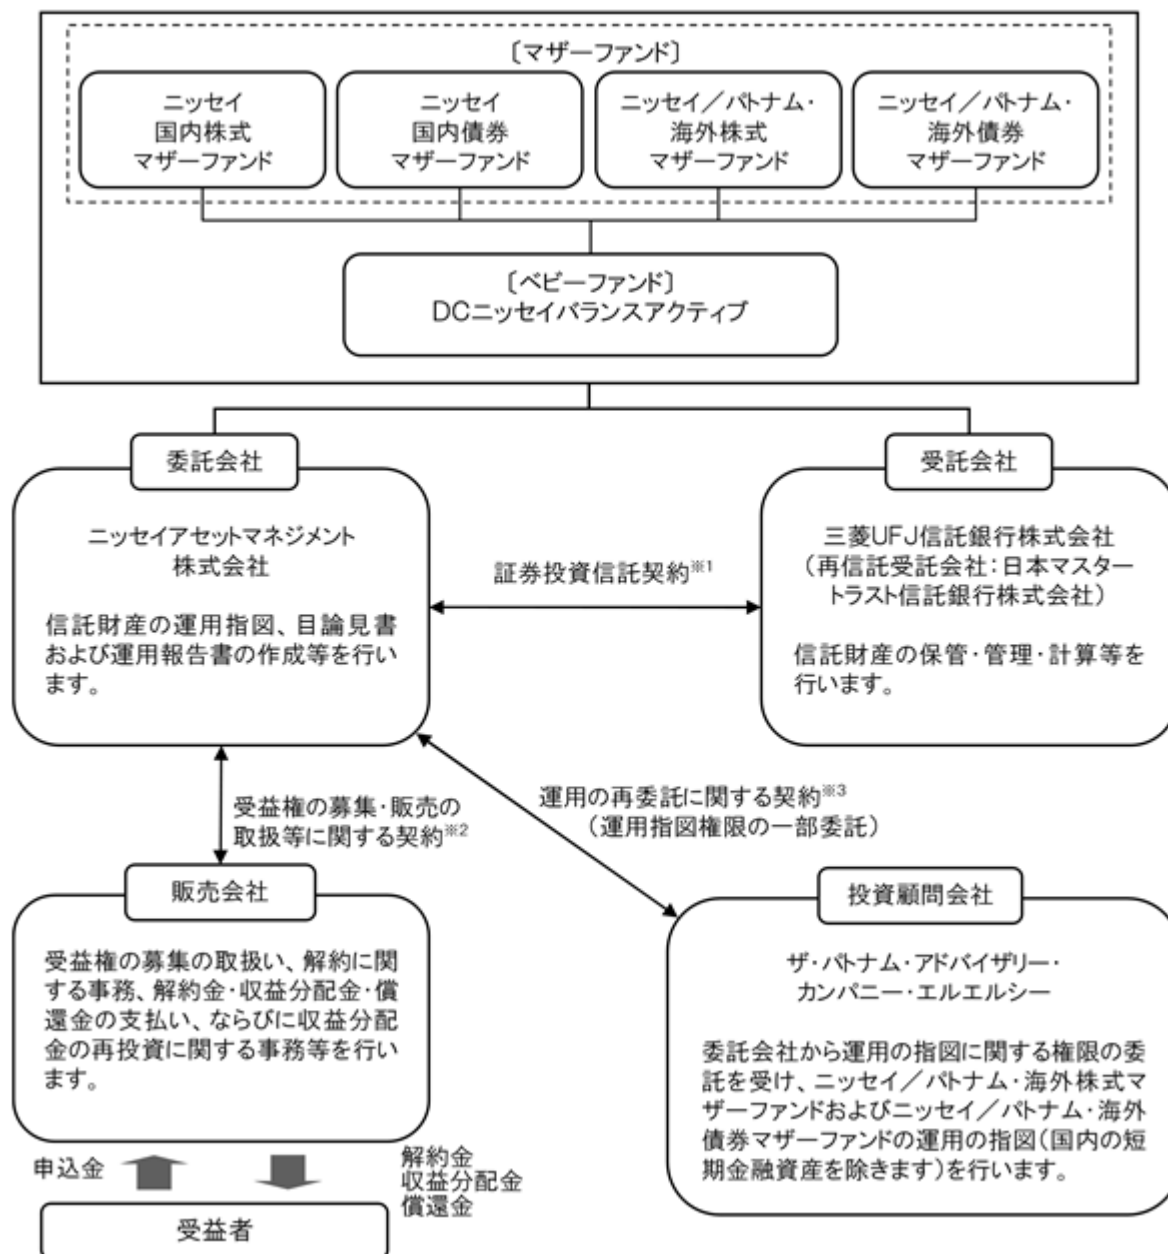 〔マザーファンド〕
ニッセイ
国内株式
マザーファンド
ニッセイ
国内債券
マザーファンド
ニッセイ／パトナム・
海外株式
マザーファンド
ニッセイ／パトナム・
海外債券
マザーファンド
〔ベビーファンド〕
DCニッセイバランスアクティブ
委託会社
ニッセイアセットマネジメント
株式会社
信託財産の運用指図、目論見書
および運用報告書の作成等を行い
ます。
証券投資信託契約※1
受託会社
三菱UFJ信託銀行株式会社
（再信託受託会社：日本マスター
トラスト信託銀行株式会社）
信託財産の保管・管理・計算等を
行います。
受益権の募集・販売の
取扱等に関する契約※2
運用の再委託に関する契約※3
（運用指図権限の一部委託）
販売会社
受益権の募集の取扱い、解約に関
する事務、解約金・収益分配金・償
還金の支払い、ならびに収益分配
金の再投資に関する事務等を行い
ます。
投資顧問会社
ザ・パトナム・アドバイザリー・
カンパニー・エルエルシー
委託会社から運用の指図に関する権限の委
託を受け、ニッセイ／パトナム・海外株式マ
ザーファンドおよびニッセイ／パトナム・海外
債券マザーファンドの運用の指図（国内の短
期金融資産を除きます）を行います。
申込金
解約金
収益分配金
償還金
受益者